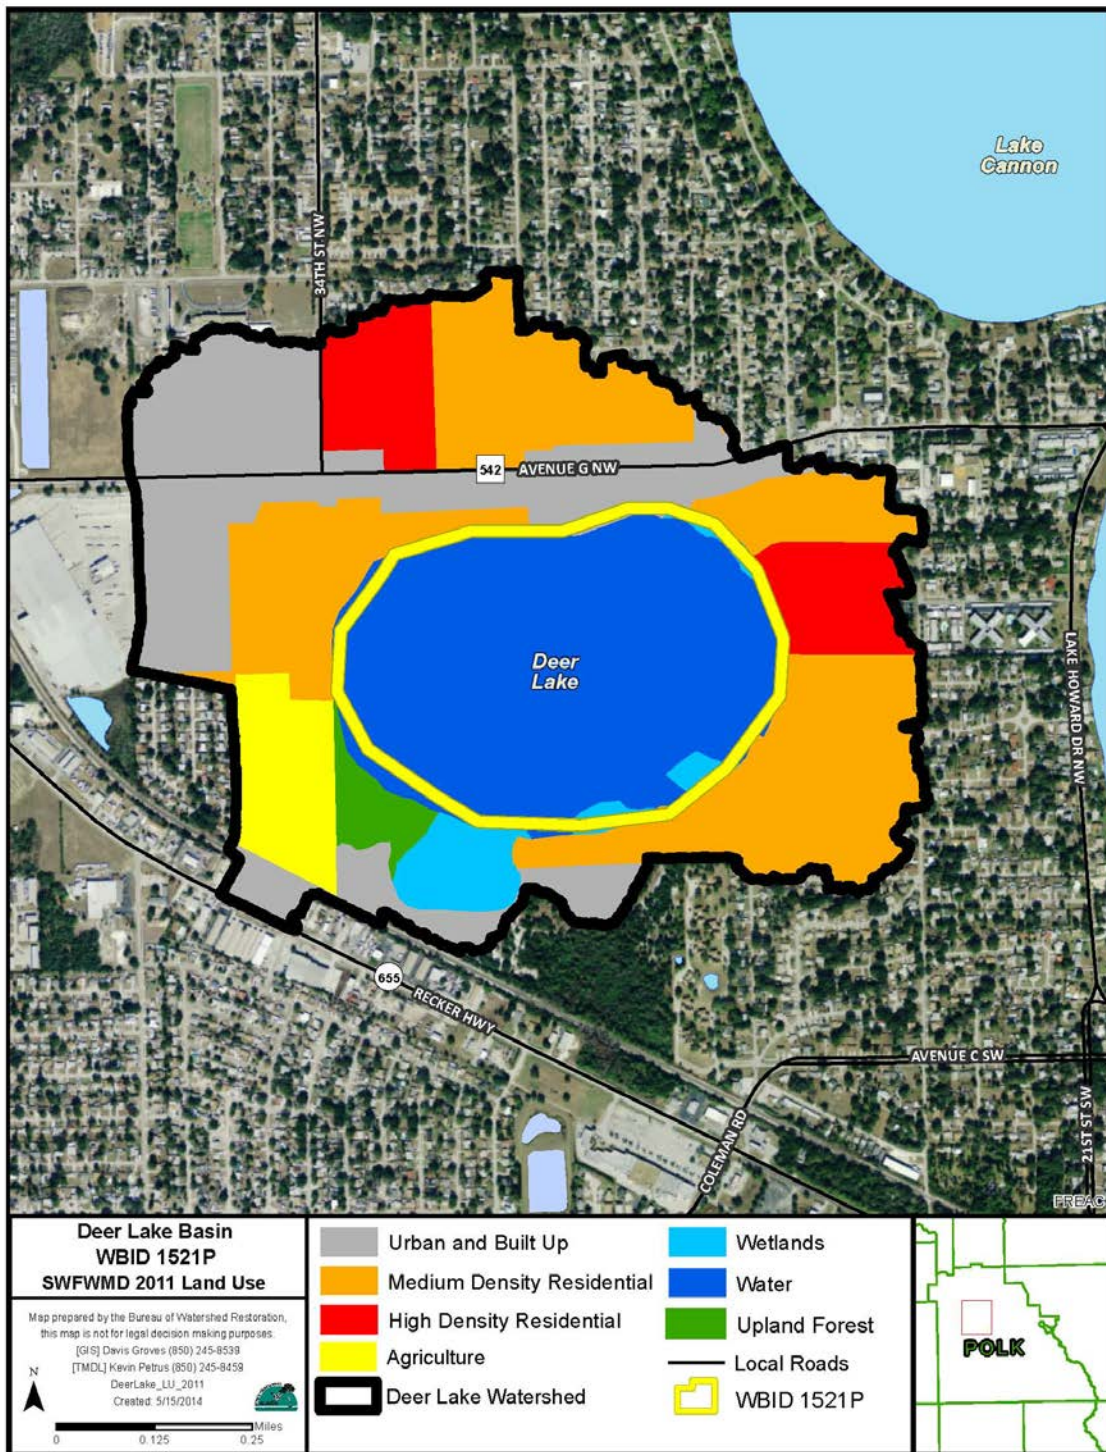 Lake
Cannon
34TH ST NW
542
AVENUE G NW
Deer
Lake
LAKE HOWARD DR NW
655
RECKER HWY
AVENUE C SW
COLEMAN RD
21ST ST SW
FREAC
Deer Lake Basin
WBID 1521P
SWFWMD 2011 Land Use
Map prepared by the Bureau of Watershed Restoration,
this map is not for legal decision making purposes.
[GIS] Davis Groves (850) 245-8539
[TMDL] Kevin Petrus (850) 245-8459
DeerLake_LU_2011
Created: 5/15/2014
N
Miles
0 0.125 0.25
Urban and Built Up
Medium Density Residential
High Density Residential
Agriculture
Deer Lake Watershed
Wetlands
Water
Upland Forest
Local Roads
WBID 1521P
POLK